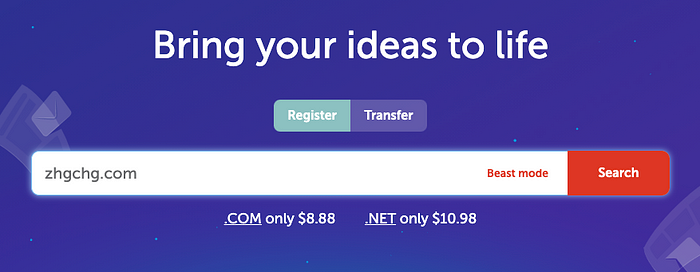 Bring your ideas to life
Register Transfer
zhgchg.com Beast mode Search
.COM only $8.88 .NET only $10.98